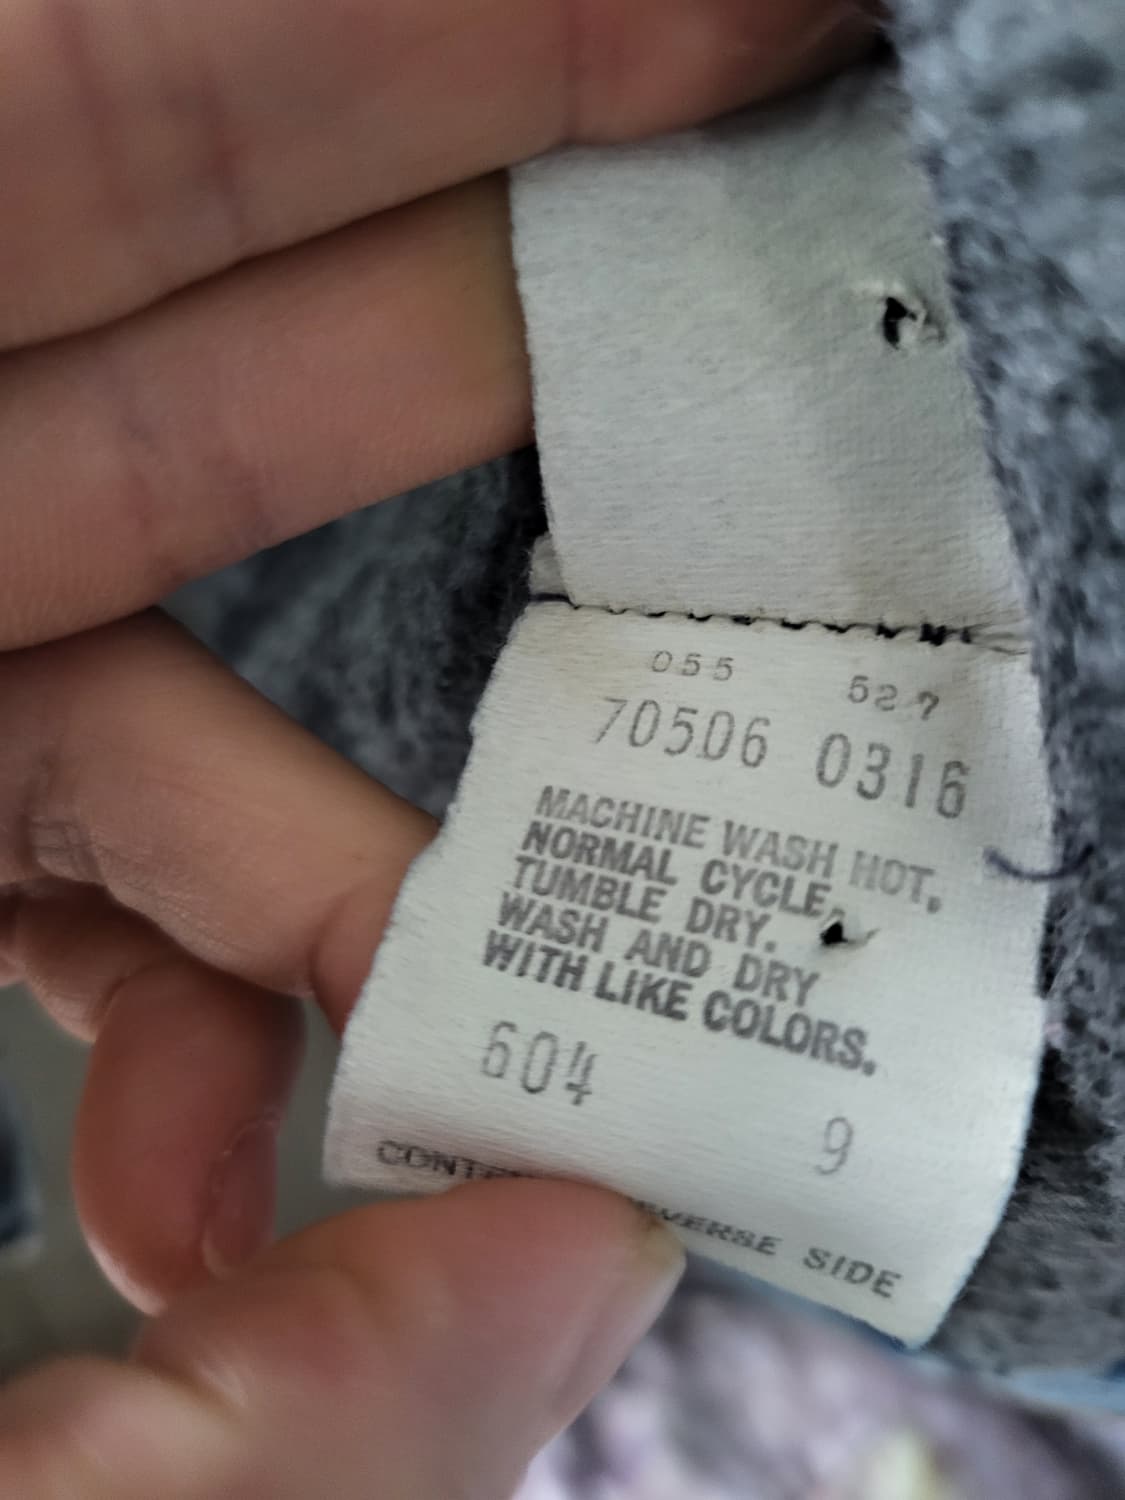 055 527
70506 0316
MACHINE WASH HOT,
NORMAL CYCLE,
TUMBLE DRY.
WASH AND DRY
WITH LIKE COLORS.
604 9
SIDE